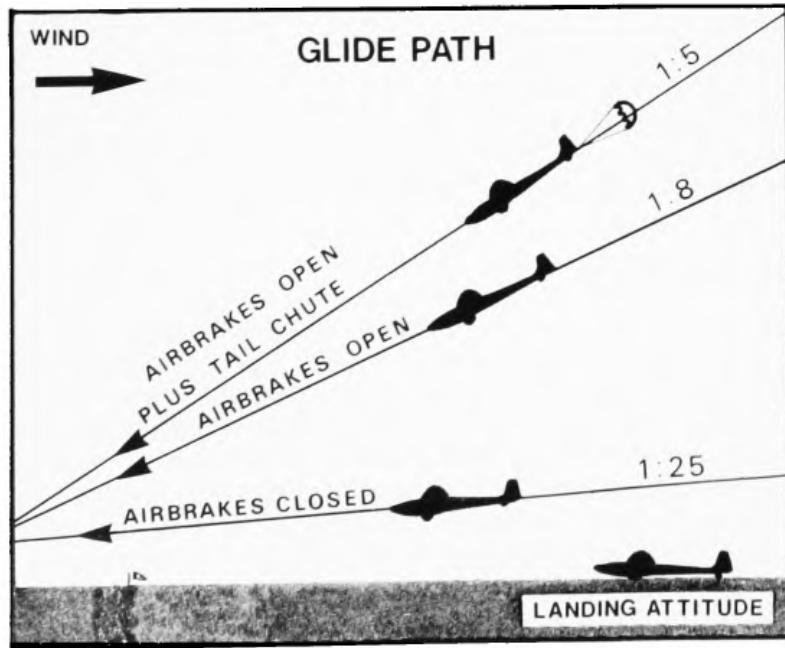 WIND
GLIDE PATH
1:5
1:8
AIRBRAKES OPEN
PLUS TAIL CHUTE
AIRBRAKES OPEN
1:25
AIRBRAKES CLOSED
LANDING ATTITUDE